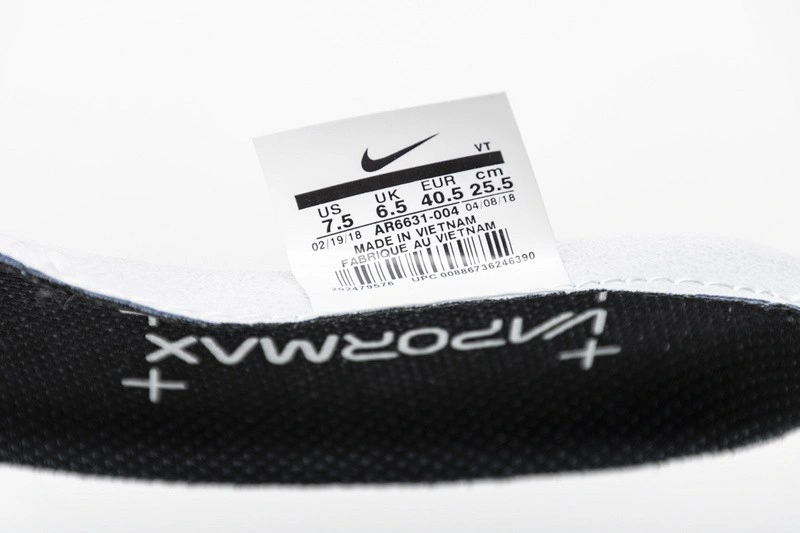 VT
US UK EUR cm
7.5 6.5 40.5 25.5
02/19/18 AR6631-004 04/08/18
MADE IN VIETNAM
FABRIQUE AU VIETNAM
UPC 00886736246390
VAPORMAX